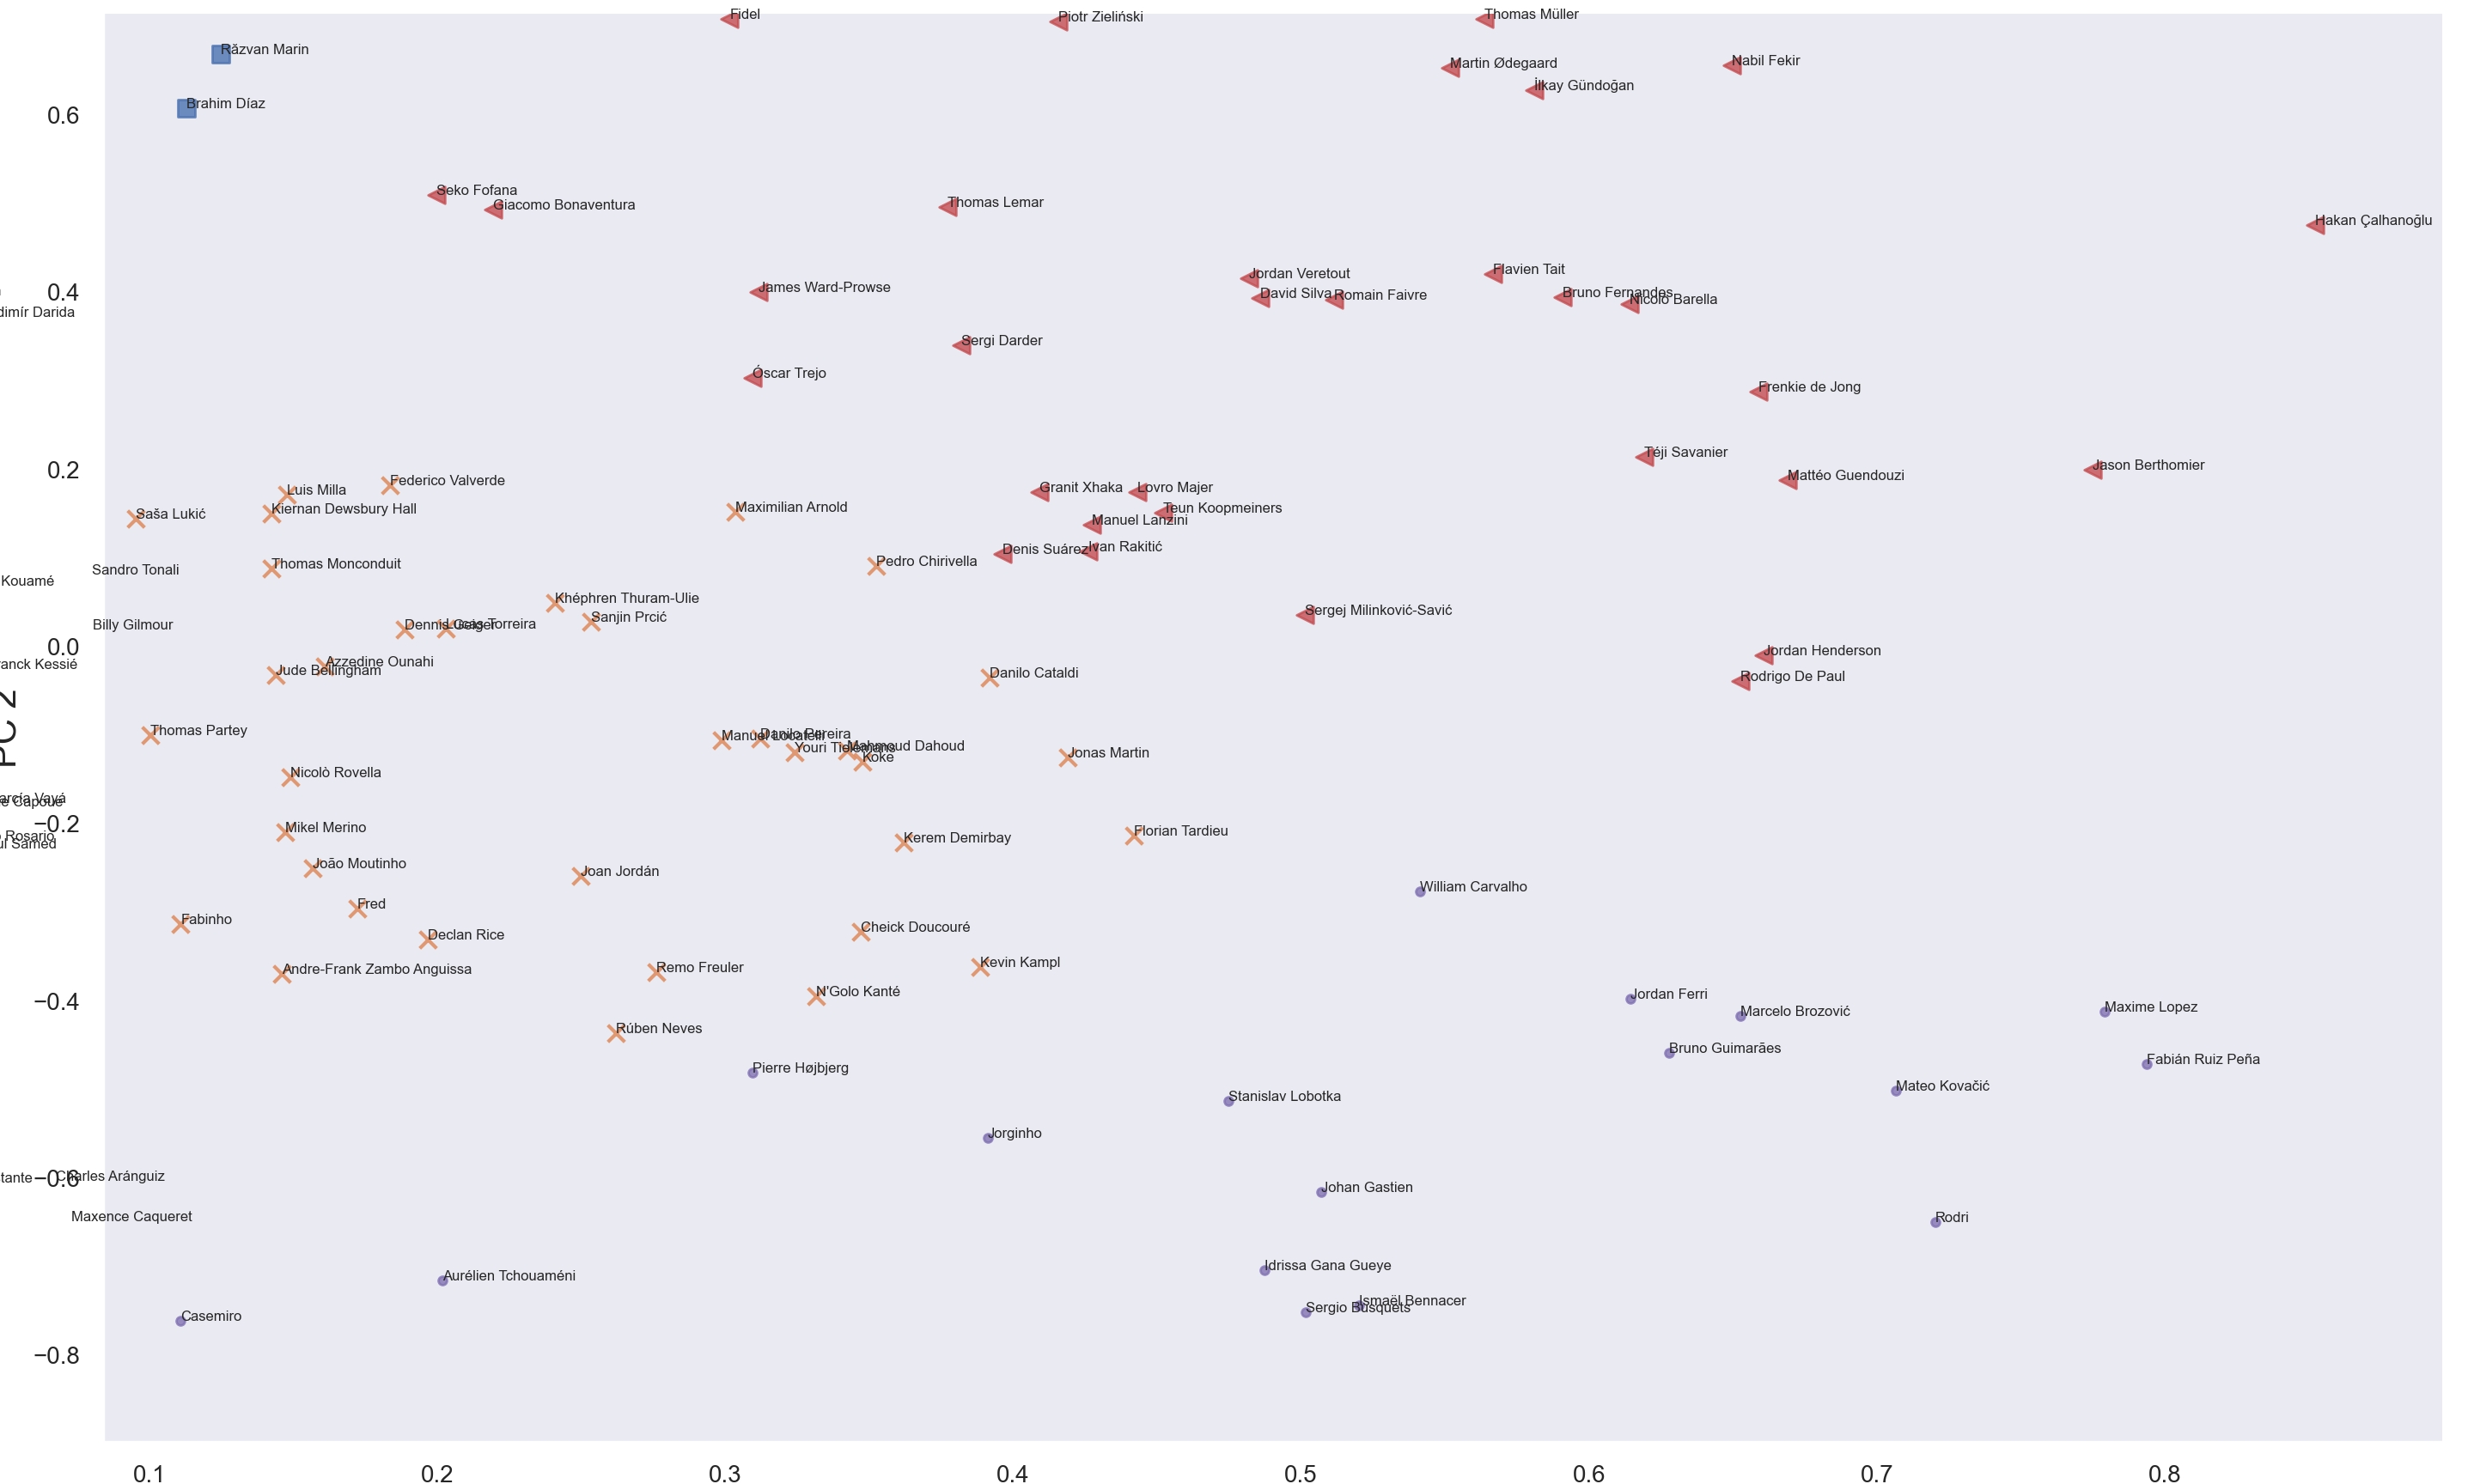 Fidel
Piotr Zieliński
Thomas Müller
Răzvan Marin
Martin Ødegaard
Nabil Fekir
İlkay Gündoğan
Brahim Díaz
0.6
Seko Fofana
Giacomo Bonaventura
Thomas Lemar
Hakan Çalhanoğlu
Jordan Veretout
Flavien Tait
James Ward-Prowse
0.4
David Silva
Romain Faivre
Bruno Fernandes
Nicolò Barella
dimír Darida
Sergi Darder
Óscar Trejo
Frenkie de Jong
Téji Savanier
0.2
Jason Berthomier
Mattéo Guendouzi
Federico Valverde
Luis Milla
Granit Xhaka
Lovro Majer
Kiernan Dewsbury Hall
Maximilian Arnold
Teun Koopmeiners
Saša Lukić
Manuel Lanzini
Denis Suárez
Ivan Rakitić
Thomas Monconduit
Pedro Chirivella
Sandro Tonali
Kouamé
Khéphren Thuram-Ulie
Sergej Milinković-Savić
Sanjin Prcić
Billy Gilmour
Dennis Geiger
Lucas Torreira
0.0
Jordan Henderson
anck Kessié
Azzedine Ounahi
Jude Bellingham
Danilo Cataldi
Rodrigo De Paul
PC 2
Thomas Partey
Manuel Locatelli
Danilo Pereira
Youri Tielemans
Mahmoud Dahoud
Koke
Jonas Martin
Nicolò Rovella
arcía Vayá
e Capoue
−0.2
Mikel Merino
Florian Tardieu
Rosario
ul Samed
Kerem Demirbay
João Moutinho
Joan Jordán
William Carvalho
Fred
Fabinho
Cheick Doucouré
Declan Rice
Kevin Kampl
Remo Freuler
Andre-Frank Zambo Anguissa
N'Golo Kanté
Jordan Ferri
−0.4
Marcelo Brozović
Maxime Lopez
Rúben Neves
Bruno Guimarães
Fabián Ruiz Peña
Pierre Højbjerg
Mateo Kovačić
Stanislav Lobotka
Jorginho
tante
−0.6
Charles Aránguiz
Johan Gastien
Maxence Caqueret
Rodri
Idrissa Gana Gueye
Aurélien Tchouaméni
Ismaël Bennacer
Sergio Busquets
Casemiro
−0.8
0.1 0.2 0.3 0.4 0.5 0.6 0.7 0.8